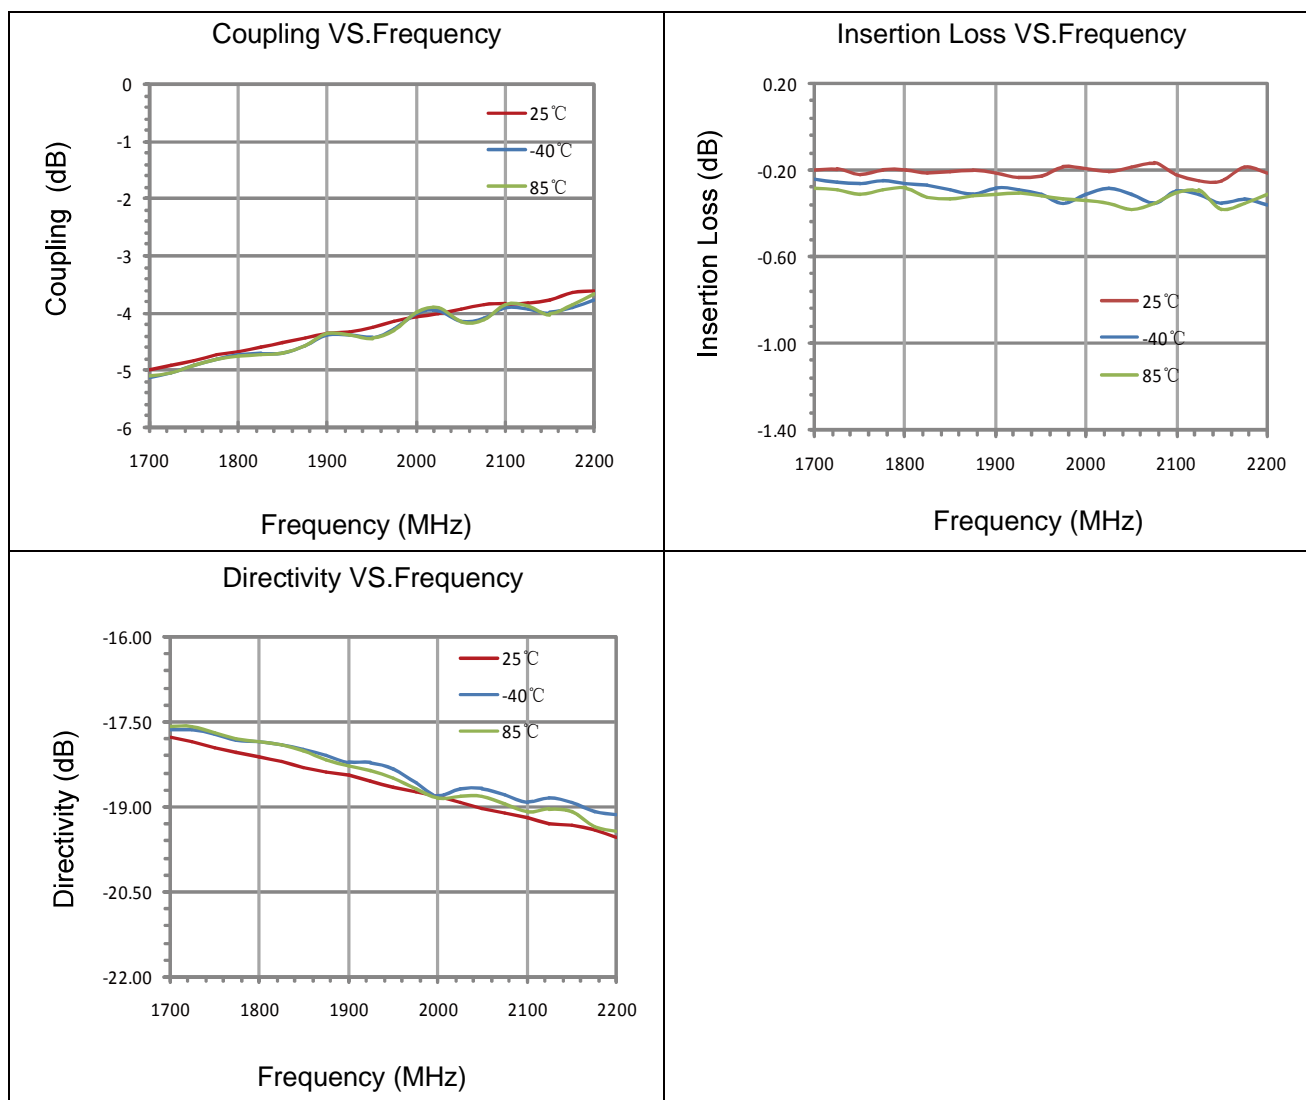 Coupling VS.Frequency
0
-1
-2
-3
-4
-5
-6
Coupling (dB)
25℃
-40℃
85℃
1700 1800 1900 2000 2100 2200
Frequency (MHz)
Insertion Loss VS.Frequency
0.20
-0.20
-0.60
-1.00
-1.40
Insertion Loss (dB)
25℃
-40℃
85℃
1700 1800 1900 2000 2100 2200
Frequency (MHz)
Directivity VS.Frequency
-16.00
-17.50
-19.00
-20.50
-22.00
Directivity (dB)
25℃
-40℃
85℃
1700 1800 1900 2000 2100 2200
Frequency (MHz)